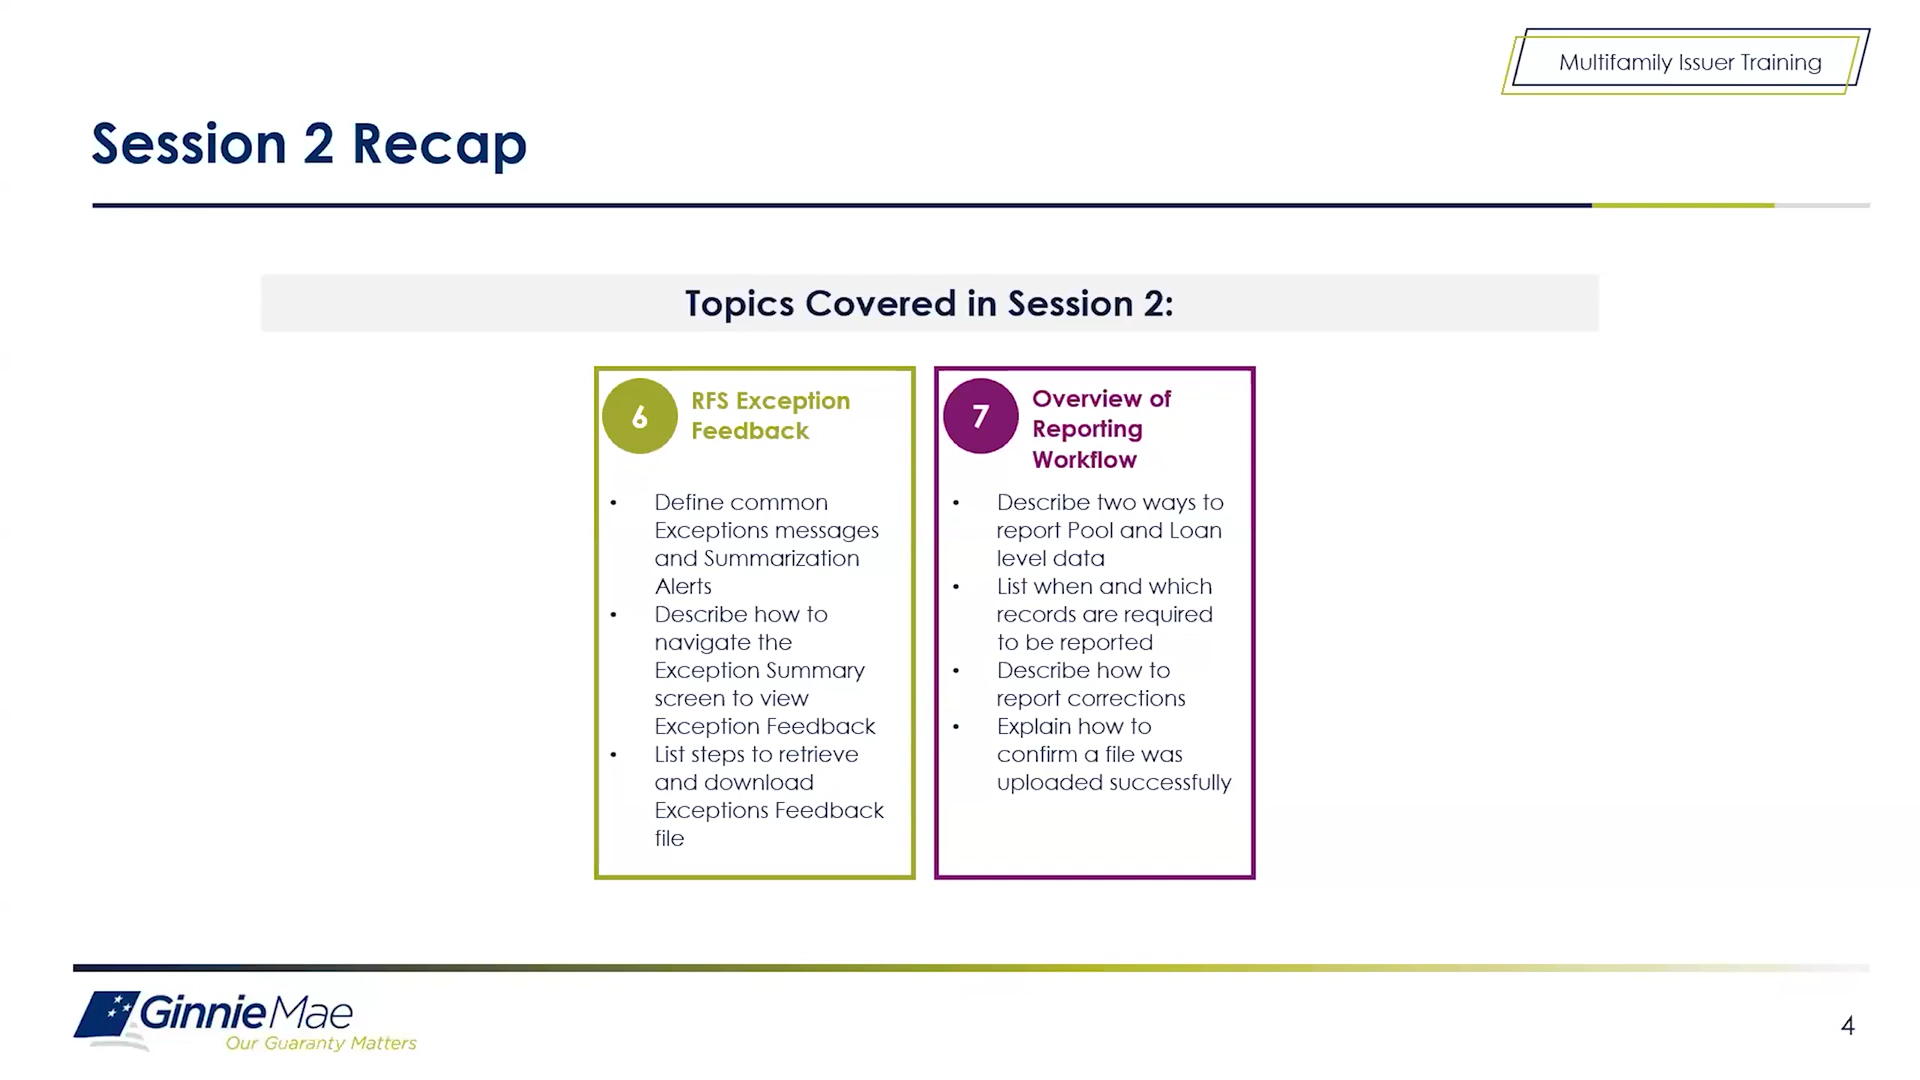 Multifamily Issuer Training
Session 2 Recap
Topics Covered in Session 2:
6
RFS Exception
Feedback
• Define common
Exceptions messages
and Summarization
Alerts
• Describe how to
navigate the
Exception Summary
screen to view
Exception Feedback
• List steps to retrieve
and download
Exceptions Feedback
file
7
Overview of
Reporting
Workflow
• Describe two ways to
report Pool and Loan
level data
• List when and which
records are required
to be reported
• Describe how to
report corrections
• Explain how to
confirm a file was
uploaded successfully
GinnieMae
Our Guaranty Matters
4